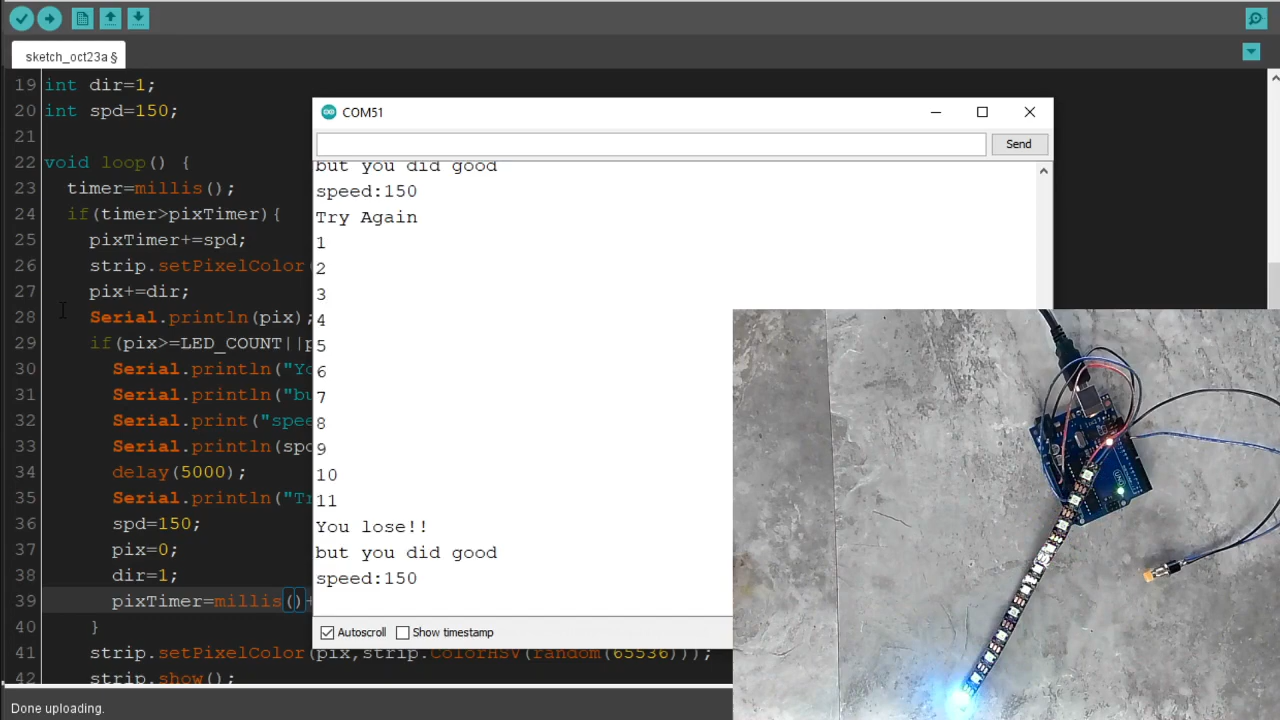 sketch_oct23a §
19 int dir=1;
20 int spd=150;
21
22 void loop() {
23 timer=millis();
24 if(timer>pixTimer){
25 pixTimer+=spd;
26 strip.setPixelColor(
27 pix+=dir;
28 Serial.println(pix);
29 if(pix>=LED_COUNT||p
30 Serial.println("Yo
31 Serial.println("bu
32 Serial.print("spee
33 Serial.println(spd
34 delay(5000);
35 Serial.println("Tr
36 spd=150;
37 pix=0;
38 dir=1;
39 pixTimer=millis()+
40 }
41 strip.setPixelColor(pix,strip.ColorHSV(random(65536)));
42 strip.show();
COM51
Send
but you did good
speed:150
Try Again
1
2
3
4
5
6
7
8
9
10
11
You lose!!
but you did good
speed:150
Autoscroll Show timestamp
Done uploading.